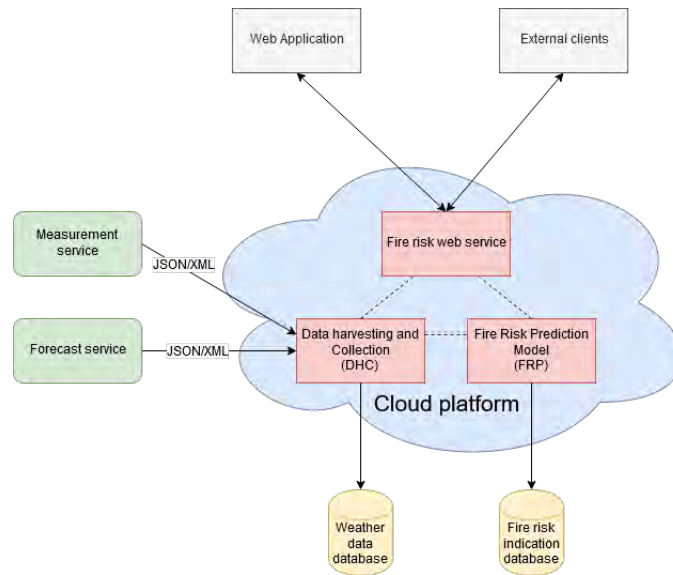 Web Application
External clients
Fire risk web service
Measurement
service
JSON/XML
Forecast service
JSON/XML
Data harvesting and
Collection
(DHC)
Fire Risk Prediction
Model
(FRP)
Cloud platform
Weather
data
database
Fire risk
indication
database